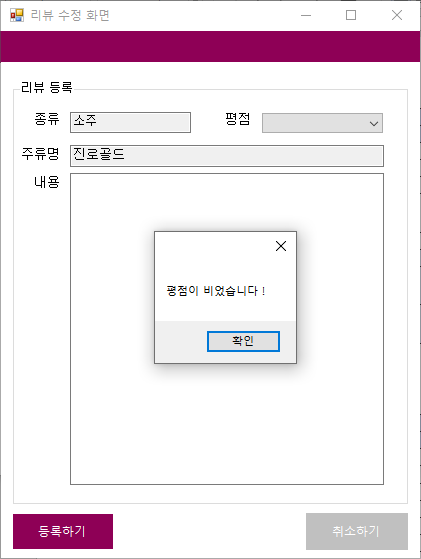 리뷰 수정 화면
리뷰 등록
종류 소주 평점
주류명 진로골드
내용
평점이 비었습니다 !
확인
등록하기 취소하기